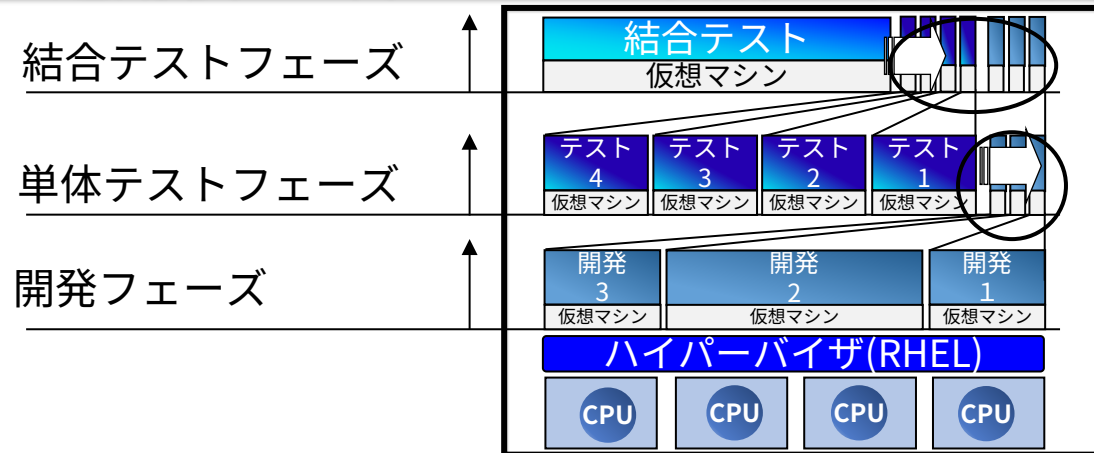 結合テストフェーズ
結合テスト
仮想マシン
単体テストフェーズ
テスト
4
仮想マシン
テスト
3
仮想マシン
テスト
2
仮想マシン
テスト
1
仮想マシン
開発フェーズ
開発
3
仮想マシン
開発
2
仮想マシン
開発
1
仮想マシン
ハイパーバイザ(RHEL)
CPU
CPU
CPU
CPU